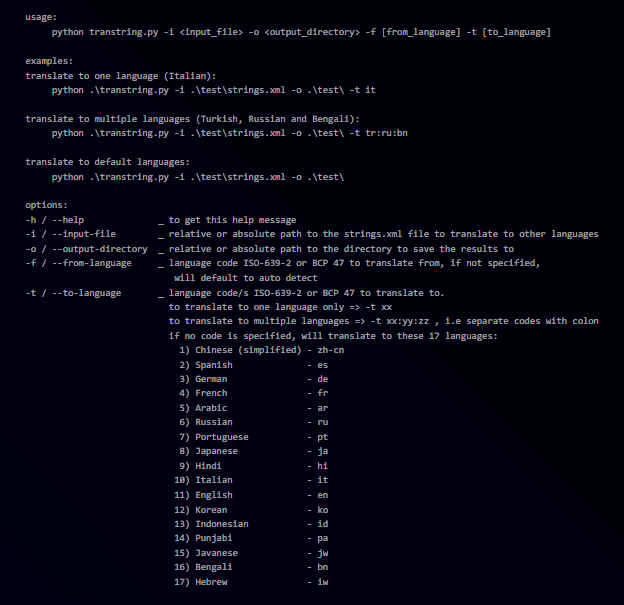 usage:
python transtring.py -i <input_file> -o <output_directory> -f [from_language] -t [to_language]
examples:
translate to one language (Italian):
python .\transtring.py -i .\test\strings.xml -o .\test\ -t it
translate to multiple languages (Turkish, Russian and Bengali):
python .\transtring.py -i .\test\strings.xml -o .\test\ -t tr:ru:bn
translate to default languages:
python .\transtring.py -i .\test\strings.xml -o .\test\
options:
-h / --help _ to get this help message
-i / --input-file _ relative or absolute path to the strings.xml file to translate to other languages
-o / --output-directory _ relative or absolute path to the directory to save the results to
-f / --from-language _ language code ISO-639-2 or BCP 47 to translate from, if not specified,
will default to auto detect
-t / --to-language _ language code/s ISO-639-2 or BCP 47 to translate to.
to translate to one language only => -t xx
to translate to multiple languages => -t xx:yy:zz , i.e separate codes with colon
if no code is specified, will translate to these 17 languages:
1) Chinese (simplified) - zh-cn
2) Spanish - es
3) German - de
4) French - fr
5) Arabic - ar
6) Russian - ru
7) Portuguese - pt
8) Japanese - ja
9) Hindi - hi
10) Italian - it
11) English - en
12) Korean - ko
13) Indonesian - id
14) Punjabi - pa
15) Javanese - jw
16) Bengali - bn
17) Hebrew - iw